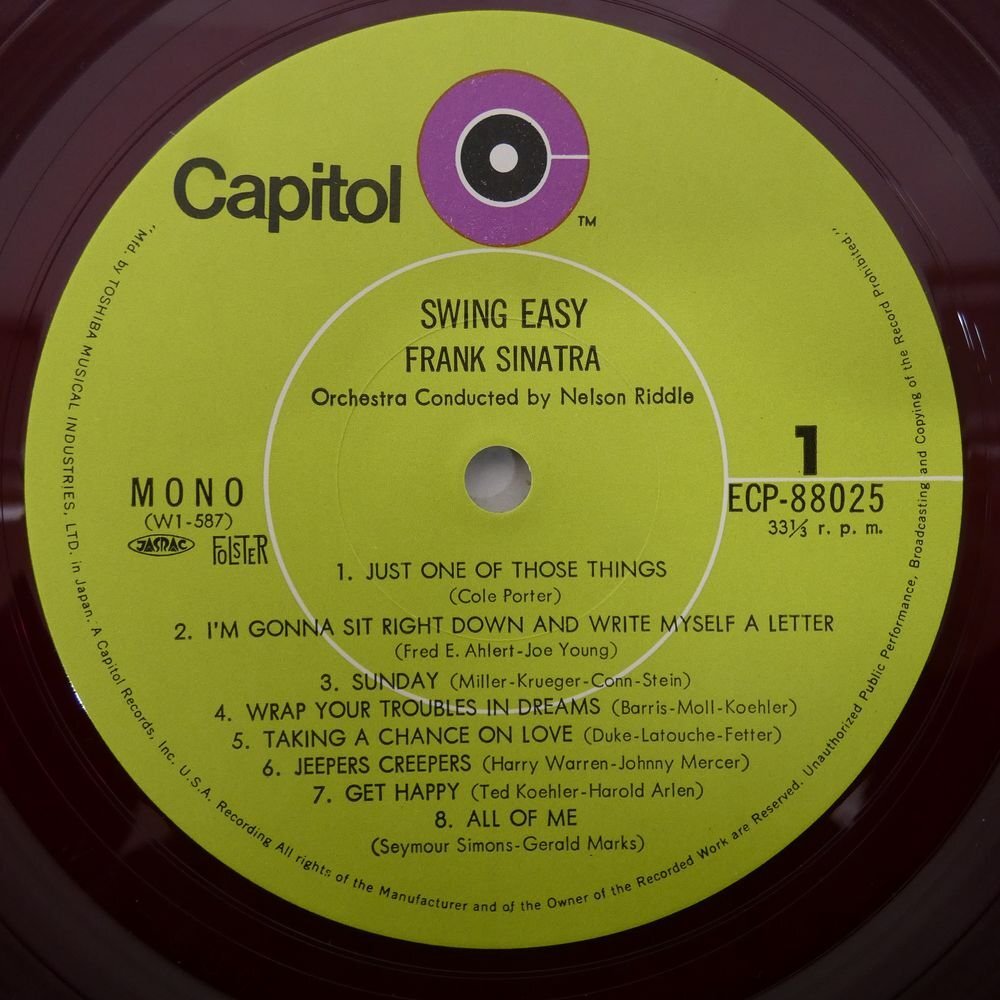 Capitol
TM
SWING EASY
FRANK SINATRA
Orchestra Conducted by Nelson Riddle
1
MONO
ECP-88025
(W1-587)
33⅓ r. p. m.
JASRAC
FOLSTER
1. JUST ONE OF THOSE THINGS
(Cole Porter)
2. I'M GONNA SIT RIGHT DOWN AND WRITE MYSELF A LETTER
(Fred E. Ahlert-Joe Young)
3. SUNDAY (Miller-Krueger-Conn-Stein)
4. WRAP YOUR TROUBLES IN DREAMS (Barris-Moll-Koehler)
5. TAKING A CHANCE ON LOVE (Duke-Latouche-Fetter)
6. JEEPERS CREEPERS (Harry Warren-Johnny Mercer)
7. GET HAPPY (Ted Koehler-Harold Arlen)
8. ALL OF ME
(Seymour Simons-Gerald Marks)
"Mfd. by TOSHIBA MUSICAL INDUSTRIES, LTD. in Japan. A Capitol Records, Inc. U.S.A. Recording All rights of the Manufacturer and of the Owner of the Recorded Work are Reserved. Unauthorized Public Performance, Broadcasting and Copying of the Record Prohibited."